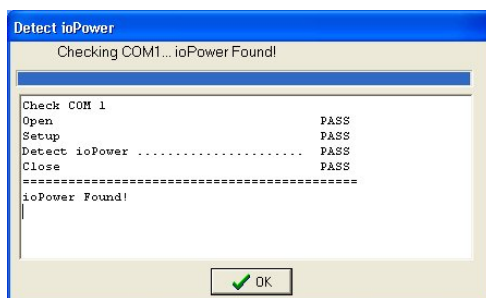 Detect ioPower
Checking COM1... ioPower Found!
Check COM 1
Open PASS
Setup PASS
Detect ioPower ...................... PASS
Close PASS
=============================================
ioPower Found!
OK